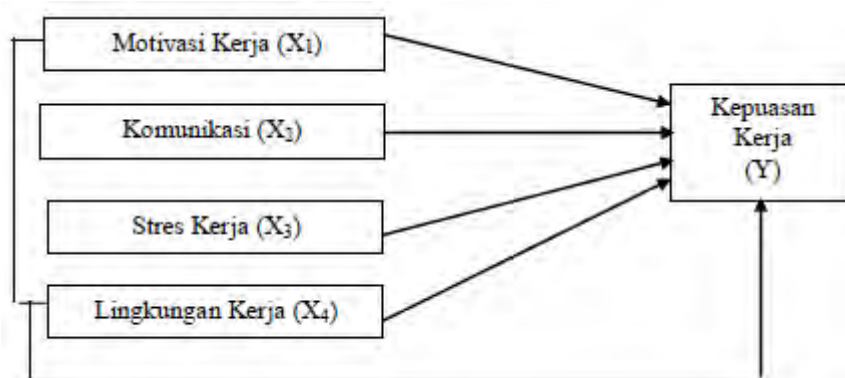 Motivasi Kerja (X₁)
Komunikasi (X₂)
Stres Kerja (X₃)
Lingkungan Kerja (X₄)
Kepuasan
Kerja
(Y)